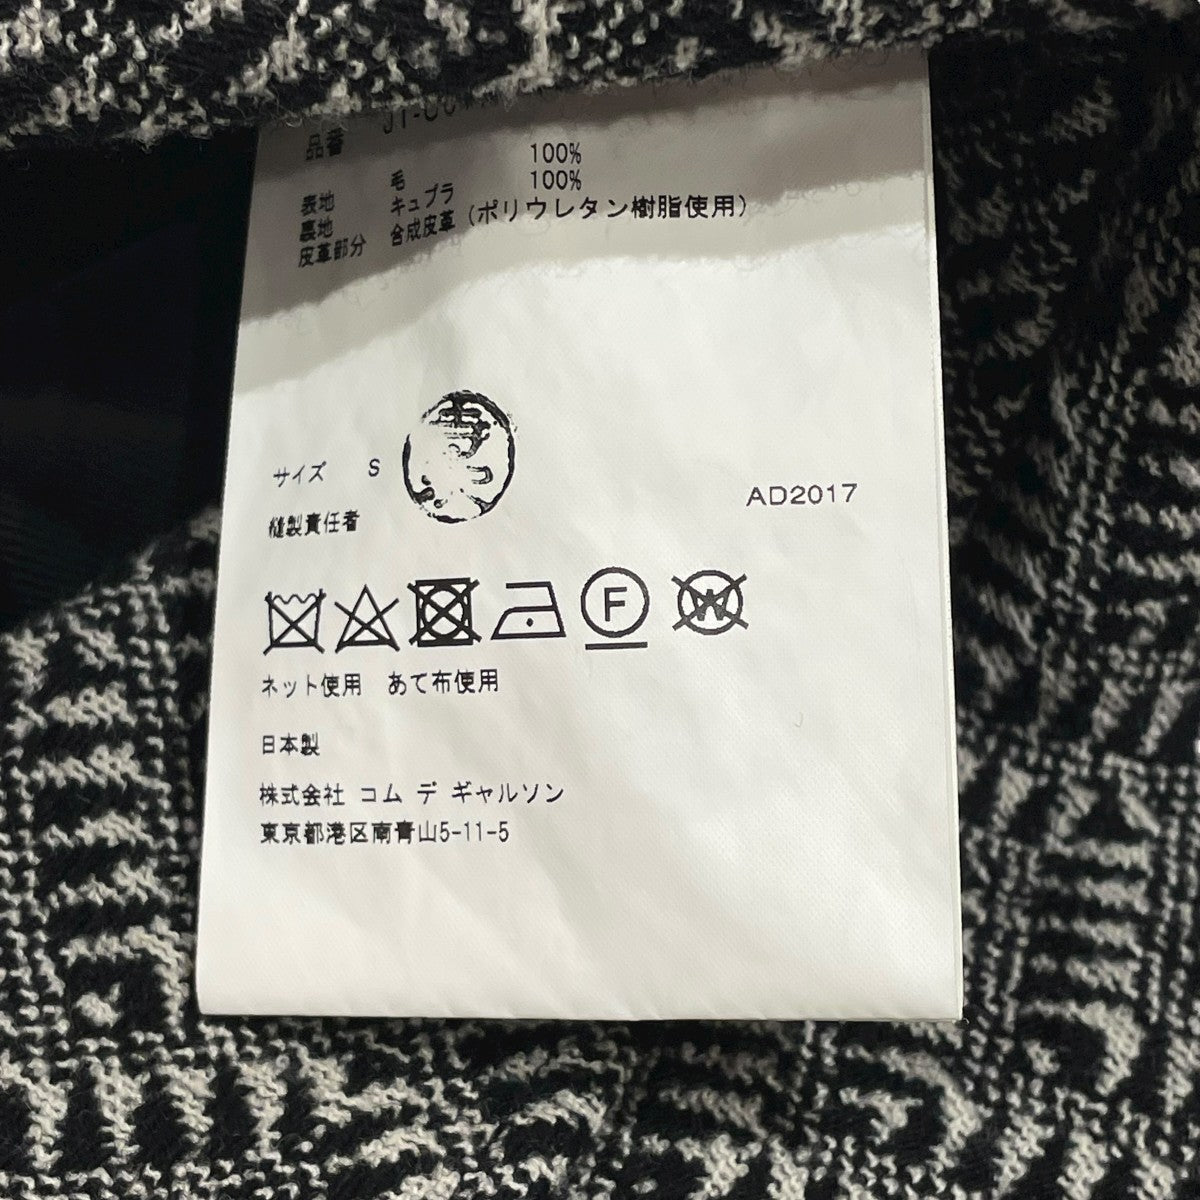 品番
表地 毛 100%
裏地 キュプラ 100%
皮革部分 合成皮革 (ポリウレタン樹脂使用)
サイズ S
縫製責任者
AD2017
F
W
ネット使用 あて布使用
日本製
株式会社 コム デ ギャルソン
東京都港区南青山5-11-5